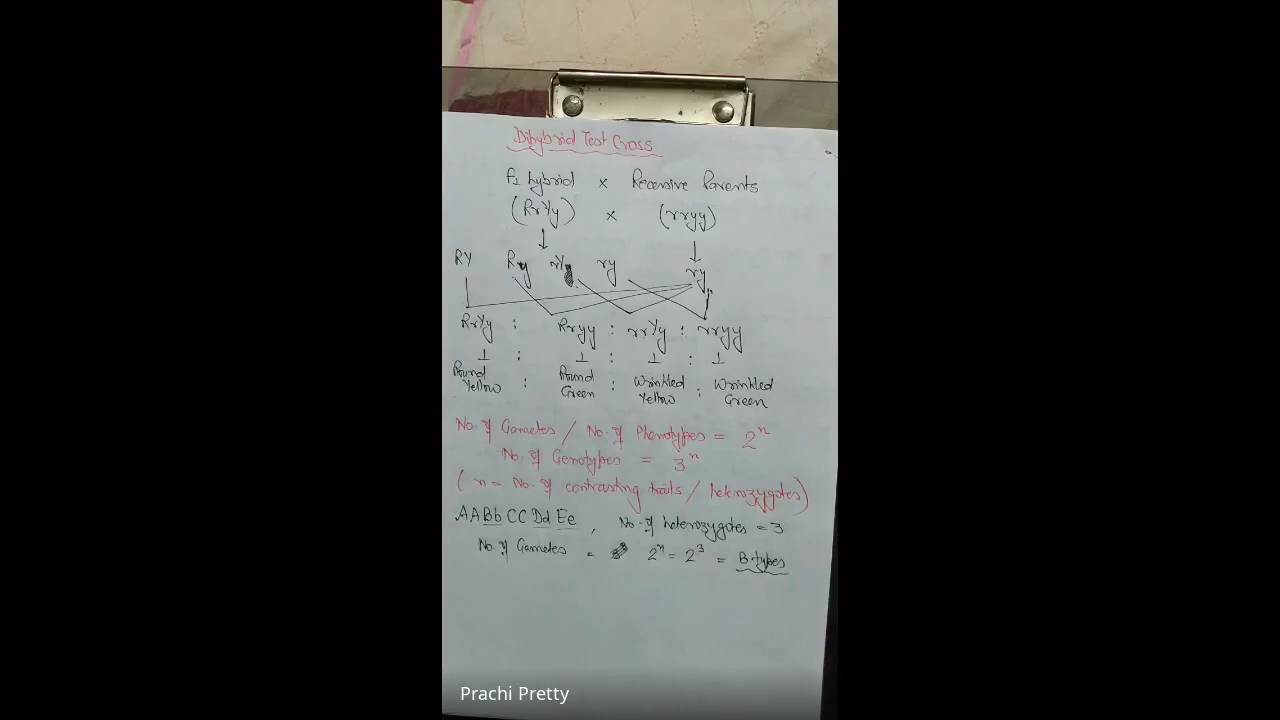 Dihybrid Test Cross
F1 hybrid × Recessive Parents
(RrYy) × (rryy)
↓ ↓
RY Ry rY ry ry
RrYy : Rryy : rrYy : rryy
1 : 1 : 1 : 1
Round Yellow : Round Green : Wrinkled Yellow : Wrinkled Green
No. of Gametes / No. of Phenotypes = 2ⁿ
No. of Genotypes = 3ⁿ
(n = No. of contrasting traits / heterozygotes)
AABbCCDdEe, No. of heterozygotes = 3
No. of Gametes = 2ⁿ = 2³ = 8 types
Prachi Pretty